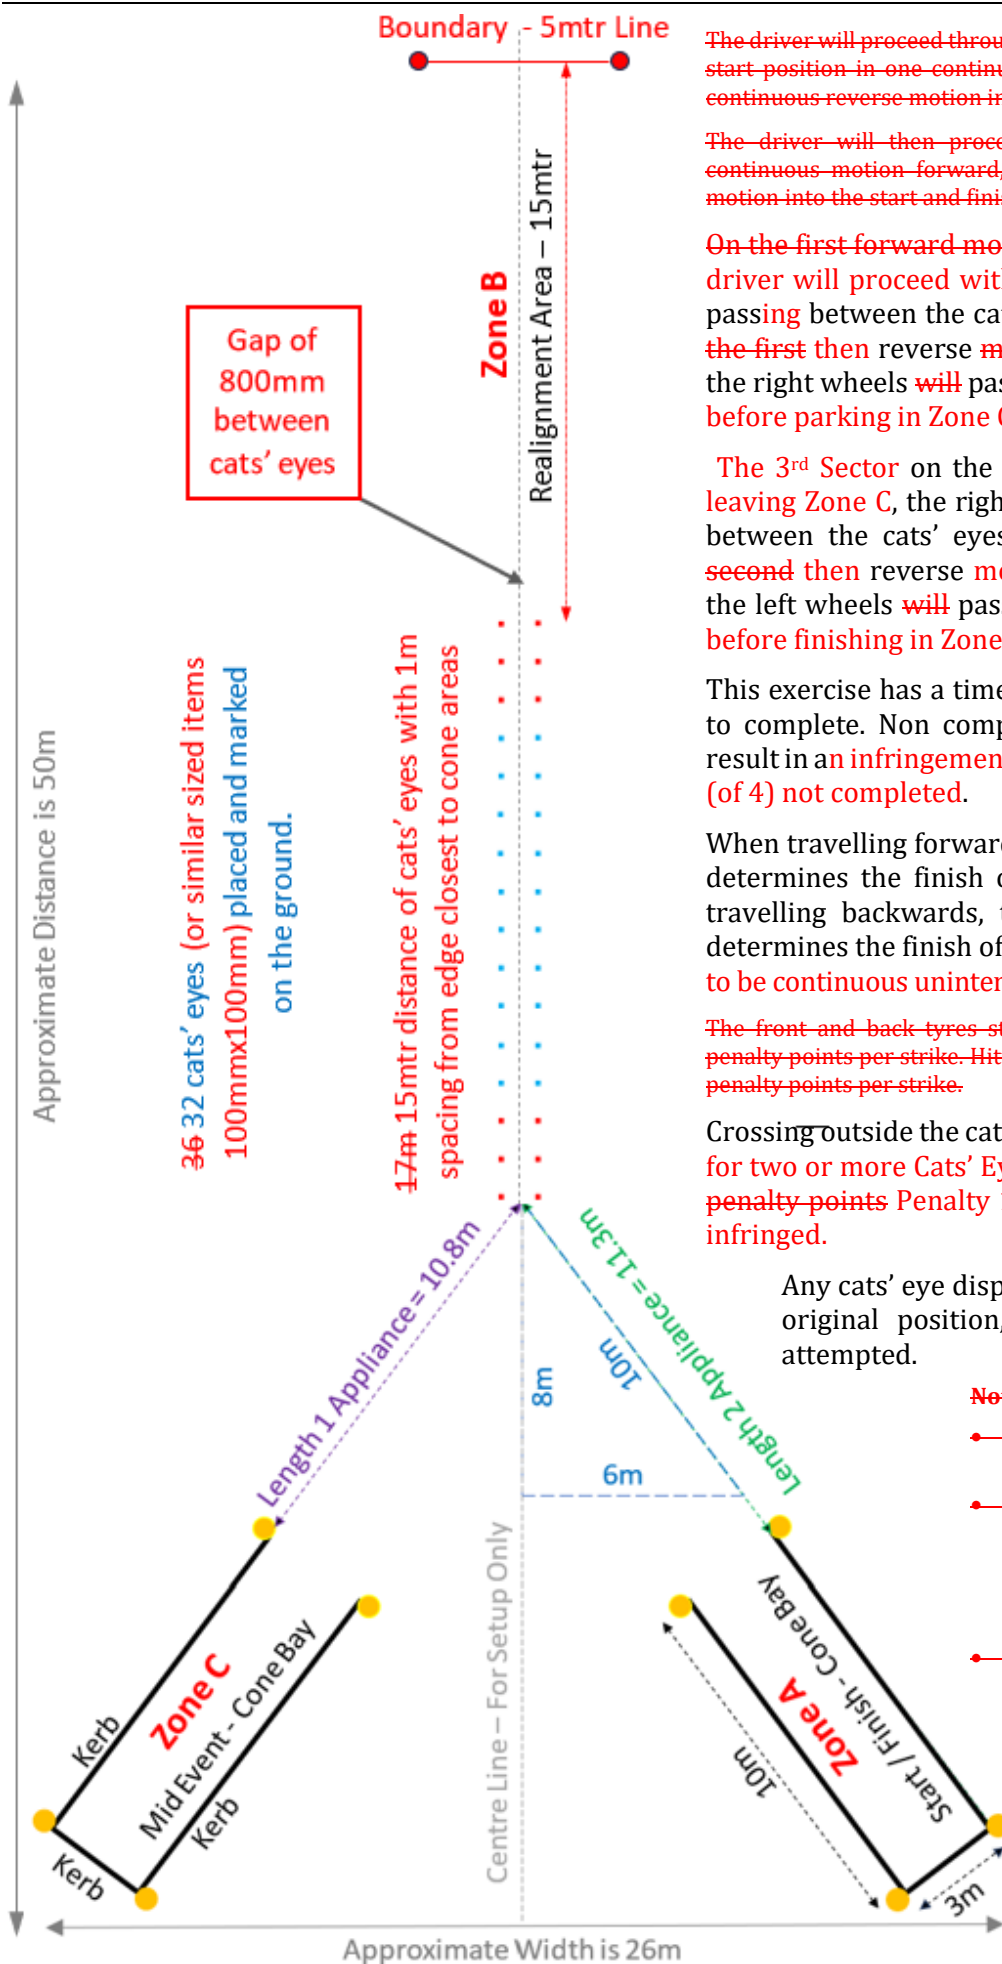 Boundary - 5mtr Line
Realignment Area – 15mtr
Zone B
Gap of
800mm
between
cats' eyes
Approximate Distance is 50m
36 32 cats' eyes (or similar sized items
100mmx100mm) placed and marked
on the ground.
17m 15mtr distance of cats' eyes with 1m
spacing from edge closest to cone areas
Length 1 Appliance = 10.8m
Length 2 Appliance = 11.3m
10m
8m
6m
Centre Line – For Setup Only
Kerb
Zone C
Mid Event - Cone Bay
Kerb
Kerb
Start / Finish - Cone Bay
Zone A
10m
3m
Approximate Width is 26m
The driver will proceed throu
start position in one continu
continuous reverse motion in
The driver will then proce
continuous motion forward,
motion into the start and finis
On the first forward mo
driver will proceed wit
passing between the cat
the first then reverse m
the right wheels will pas
before parking in Zone C
The 3rd Sector on the
leaving Zone C, the righ
between the cats' eyes
second then reverse mo
the left wheels will pas
before finishing in Zone
This exercise has a time
to complete. Non comp
result in an infringemen
(of 4) not completed.
When travelling forward
determines the finish o
travelling backwards, t
determines the finish of
to be continuous uninter
The front and back tyres st
penalty points per strike. Hit
penalty points per strike.
Crossing outside the cat
for two or more Cats' Ey
penalty points Penalty
infringed.
Any cats' eye disp
original position,
attempted.
No